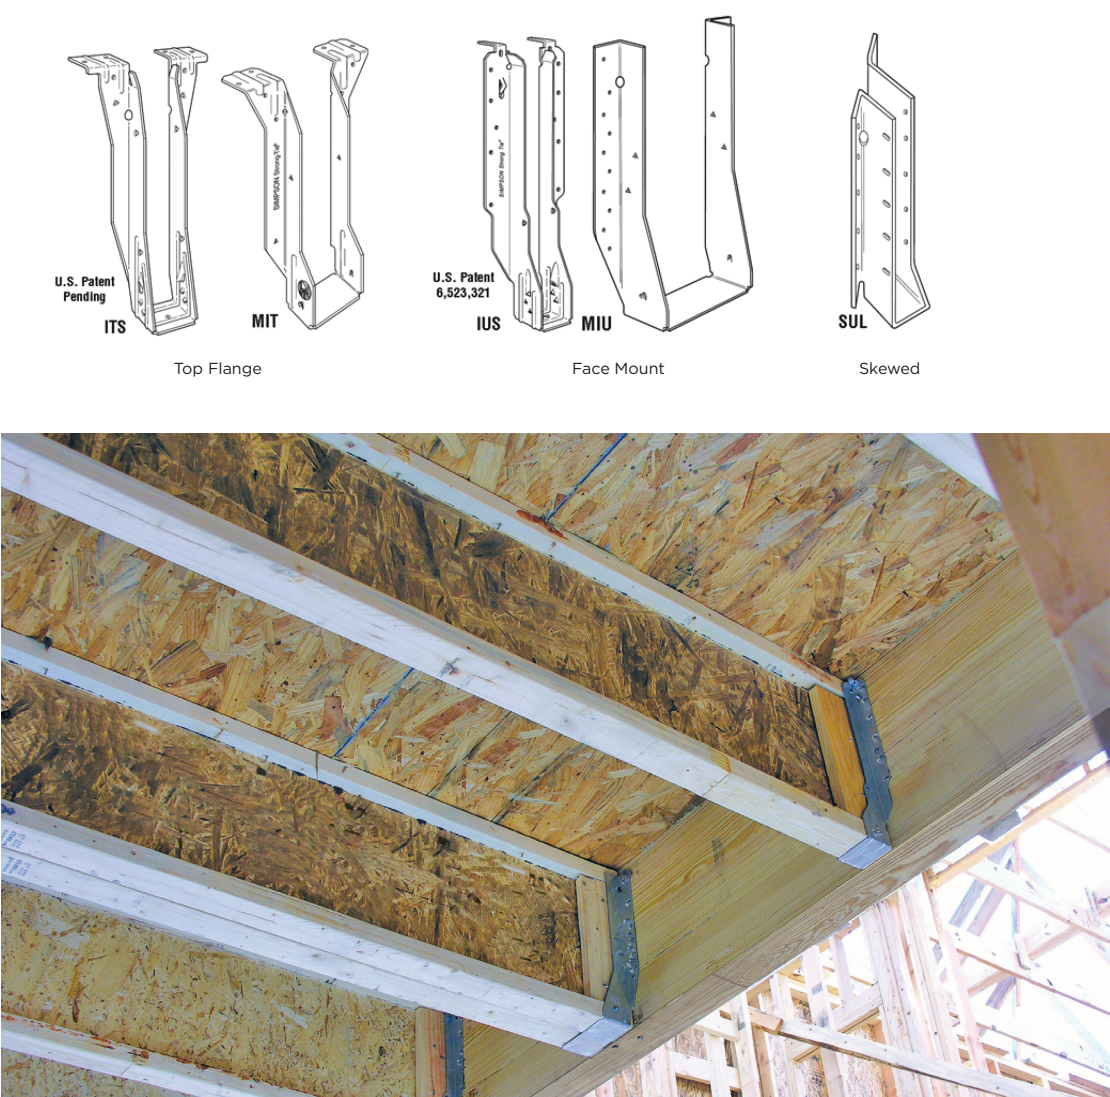 SIMPSON Strong-Tie®
SIMPSON Strong Tie®
U.S. Patent
Pending
ITS
MIT
U.S. Patent
6,523,321
IUS
MIU
SUL
Top Flange
Face Mount
Skewed